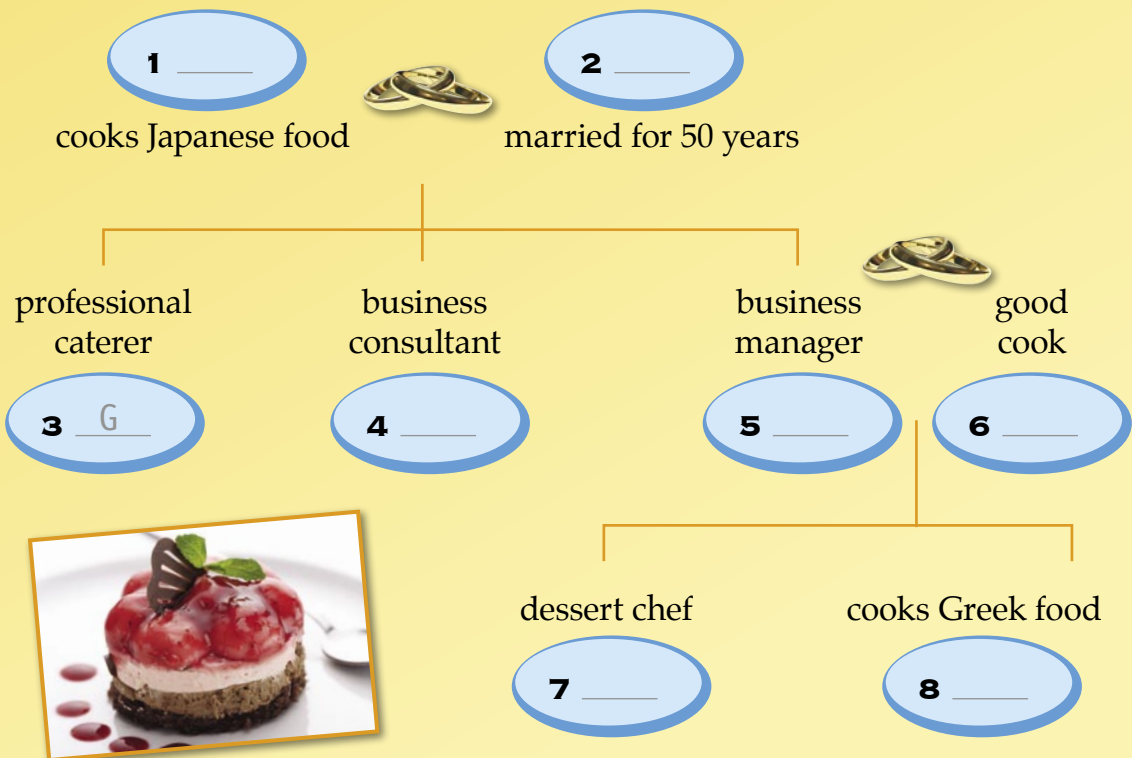 1 ____ 2 ____
cooks Japanese food married for 50 years
professional business business good
caterer consultant manager cook
3 G 4 ____ 5 ____ 6 ____
dessert chef cooks Greek food
7 ____ 8 ____